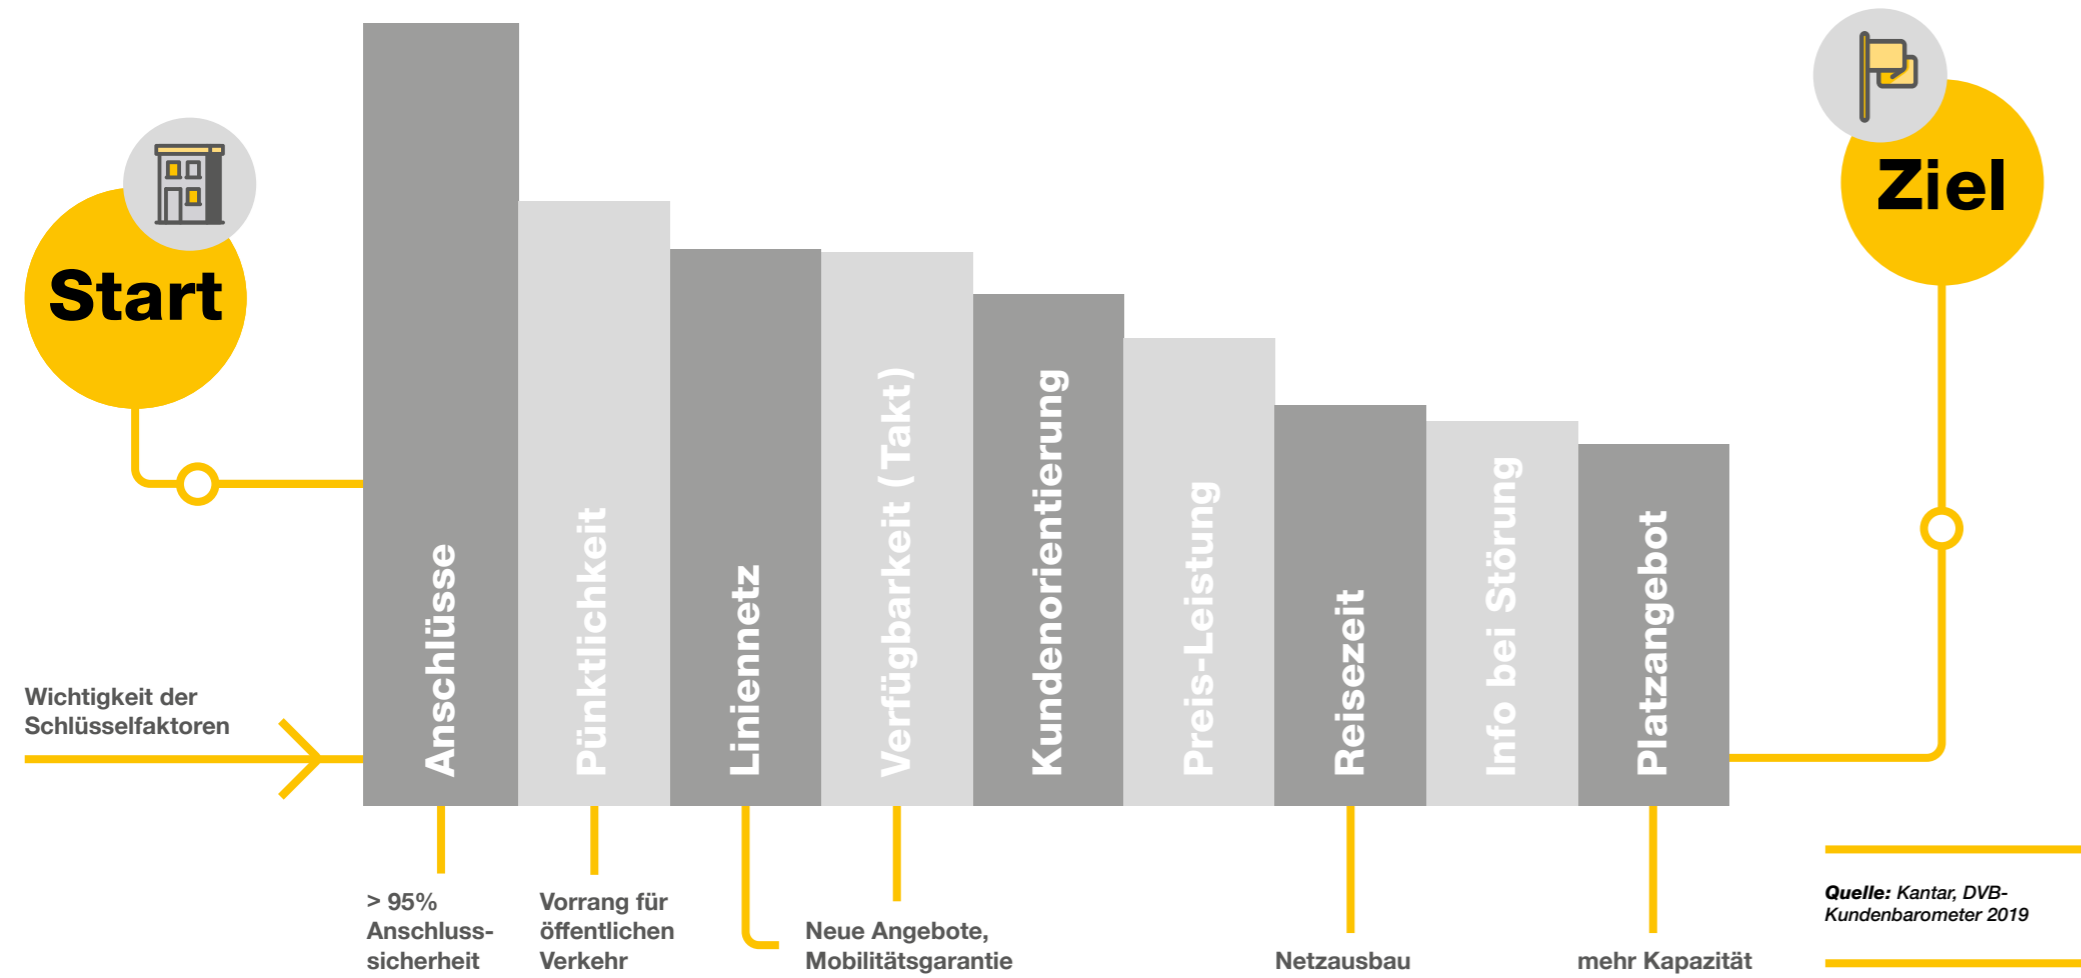 Start
Ziel
Wichtigkeit der
Schlüsselfaktoren
Anschlüsse
Pünktlichkeit
Liniennetz
Verfügbarkeit (Takt)
Kundenorientierung
Preis-Leistung
Reisezeit
Info bei Störung
Platzangebot
> 95%
Anschluss-
sicherheit
Vorrang für
öffentlichen
Verkehr
Neue Angebote,
Mobilitätsgarantie
Netzausbau
mehr Kapazität
Quelle: Kantar, DVB-
Kundenbarometer 2019